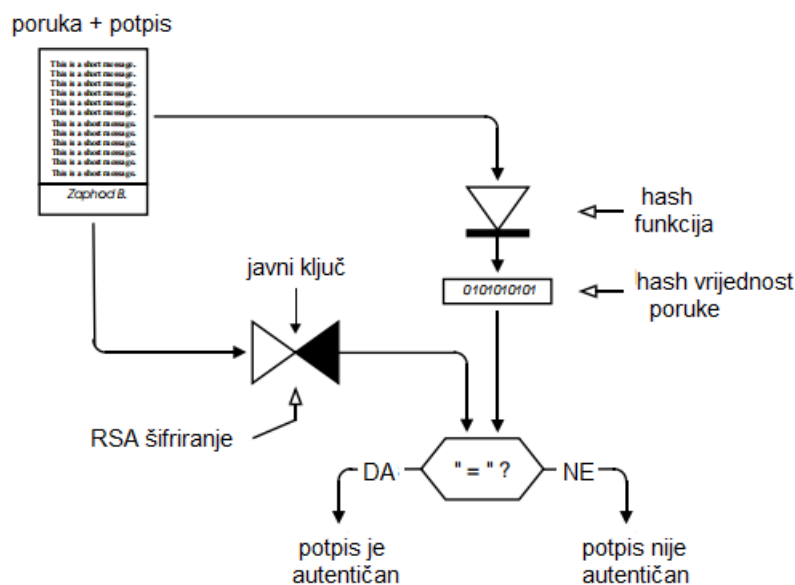 poruka + potpis
This is a short message.
This is a short message.
This is a short message.
This is a short message.
This is a short message.
This is a short message.
This is a short message.
This is a short message.
This is a short message.
This is a short message.
This is a short message.
This is a short message.
Zaphod B.
hash
funkcija
javni ključ
0101010101
hash vrijednost
poruke
RSA šifriranje
DA
" = " ?
NE
potpis je
autentičan
potpis nije
autentičan